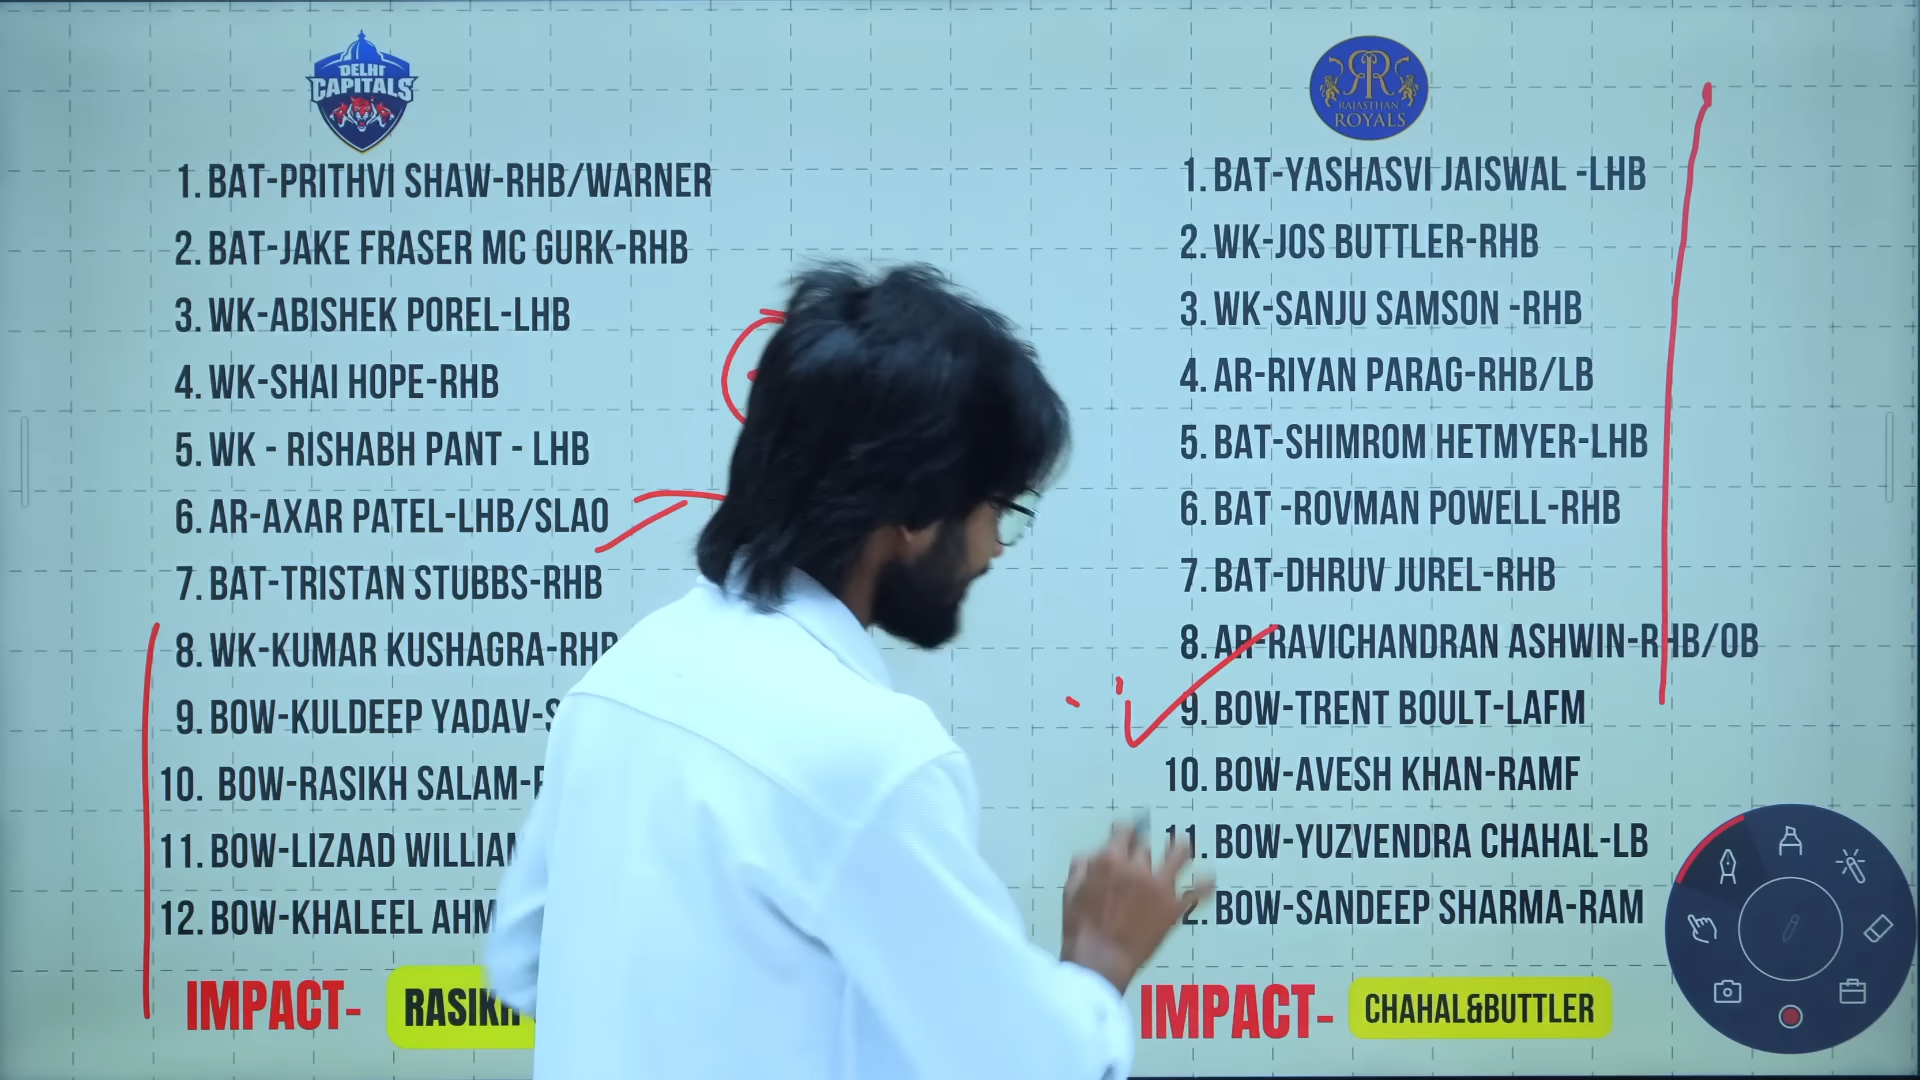 DELHI
CAPITALS
1. BAT-PRITHVI SHAW-RHB/WARNER
2. BAT-JAKE FRASER MC GURK-RHB
3. WK-ABISHEK POREL-LHB
4. WK-SHAI HOPE-RHB
5. WK - RISHABH PANT - LHB
6. AR-AXAR PATEL-LHB/SLAO
7. BAT-TRISTAN STUBBS-RHB
8. WK-KUMAR KUSHAGRA-RHB
9. BOW-KULDEEP YADAV-S
10. BOW-RASIKH SALAM-
11. BOW-LIZAAD WILLIAM
12. BOW-KHALEEL AHM
IMPACT- RASIKH
RR
RAJASTHAN
ROYALS
1. BAT-YASHASVI JAISWAL -LHB
2. WK-JOS BUTTLER-RHB
3. WK-SANJU SAMSON -RHB
4. AR-RIYAN PARAG-RHB/LB
5. BAT-SHIMROM HETMYER-LHB
6. BAT -ROVMAN POWELL-RHB
7. BAT-DHRUV JUREL-RHB
8. AR-RAVICHANDRAN ASHWIN-RHB/OB
9. BOW-TRENT BOULT-LAFM
10. BOW-AVESH KHAN-RAMF
11. BOW-YUZVENDRA CHAHAL-LB
2. BOW-SANDEEP SHARMA-RAM
IMPACT- CHAHAL&BUTTLER